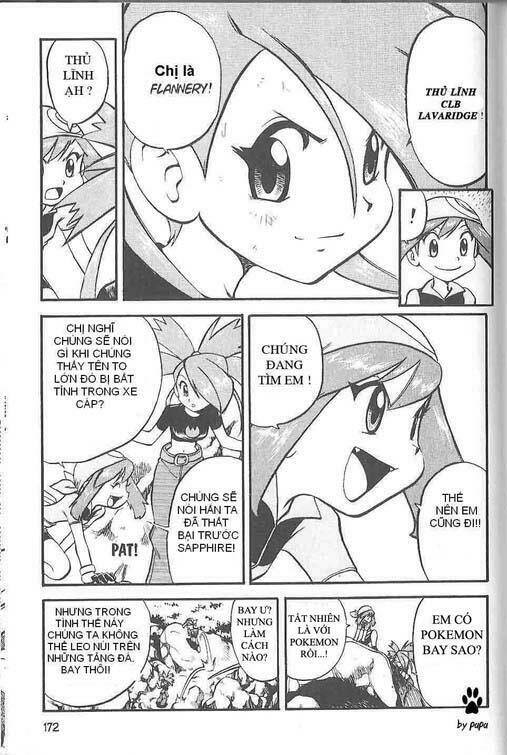 THỦ
LĨNH
ẠH ?
Chị là
FLANNERY!
THỦ LĨNH
CLB
LAVARIDGE !
!
CHỊ NGHĨ
CHÚNG SẼ NÓI
GÌ KHI CHÚNG
THẤY TÊN TO
LỚN ĐÓ BỊ BẤT
TỈNH TRONG XE
CÁP?
CHÚNG SẼ
NÓI HẮN TA
ĐÃ THẤT
BẠI TRƯỚC
SAPPHIRE!
PAT!
CHÚNG
ĐANG
TÌM EM !
THẾ
NÊN EM
CŨNG ĐI!!
NHƯNG TRONG
TÌNH THẾ NÀY
CHÚNG TA KHÔNG
THỂ LEO NÚI TRÊN
NHỮNG TẢNG ĐÁ.
BAY THÔI!
BAY Ư?
NHƯNG
LÀM
CÁCH
NÀO?
TẤT NHIÊN
LÀ VỚI
POKEMON
RỒI...!
EM CÓ
POKEMON
BAY SAO?
172
by papa